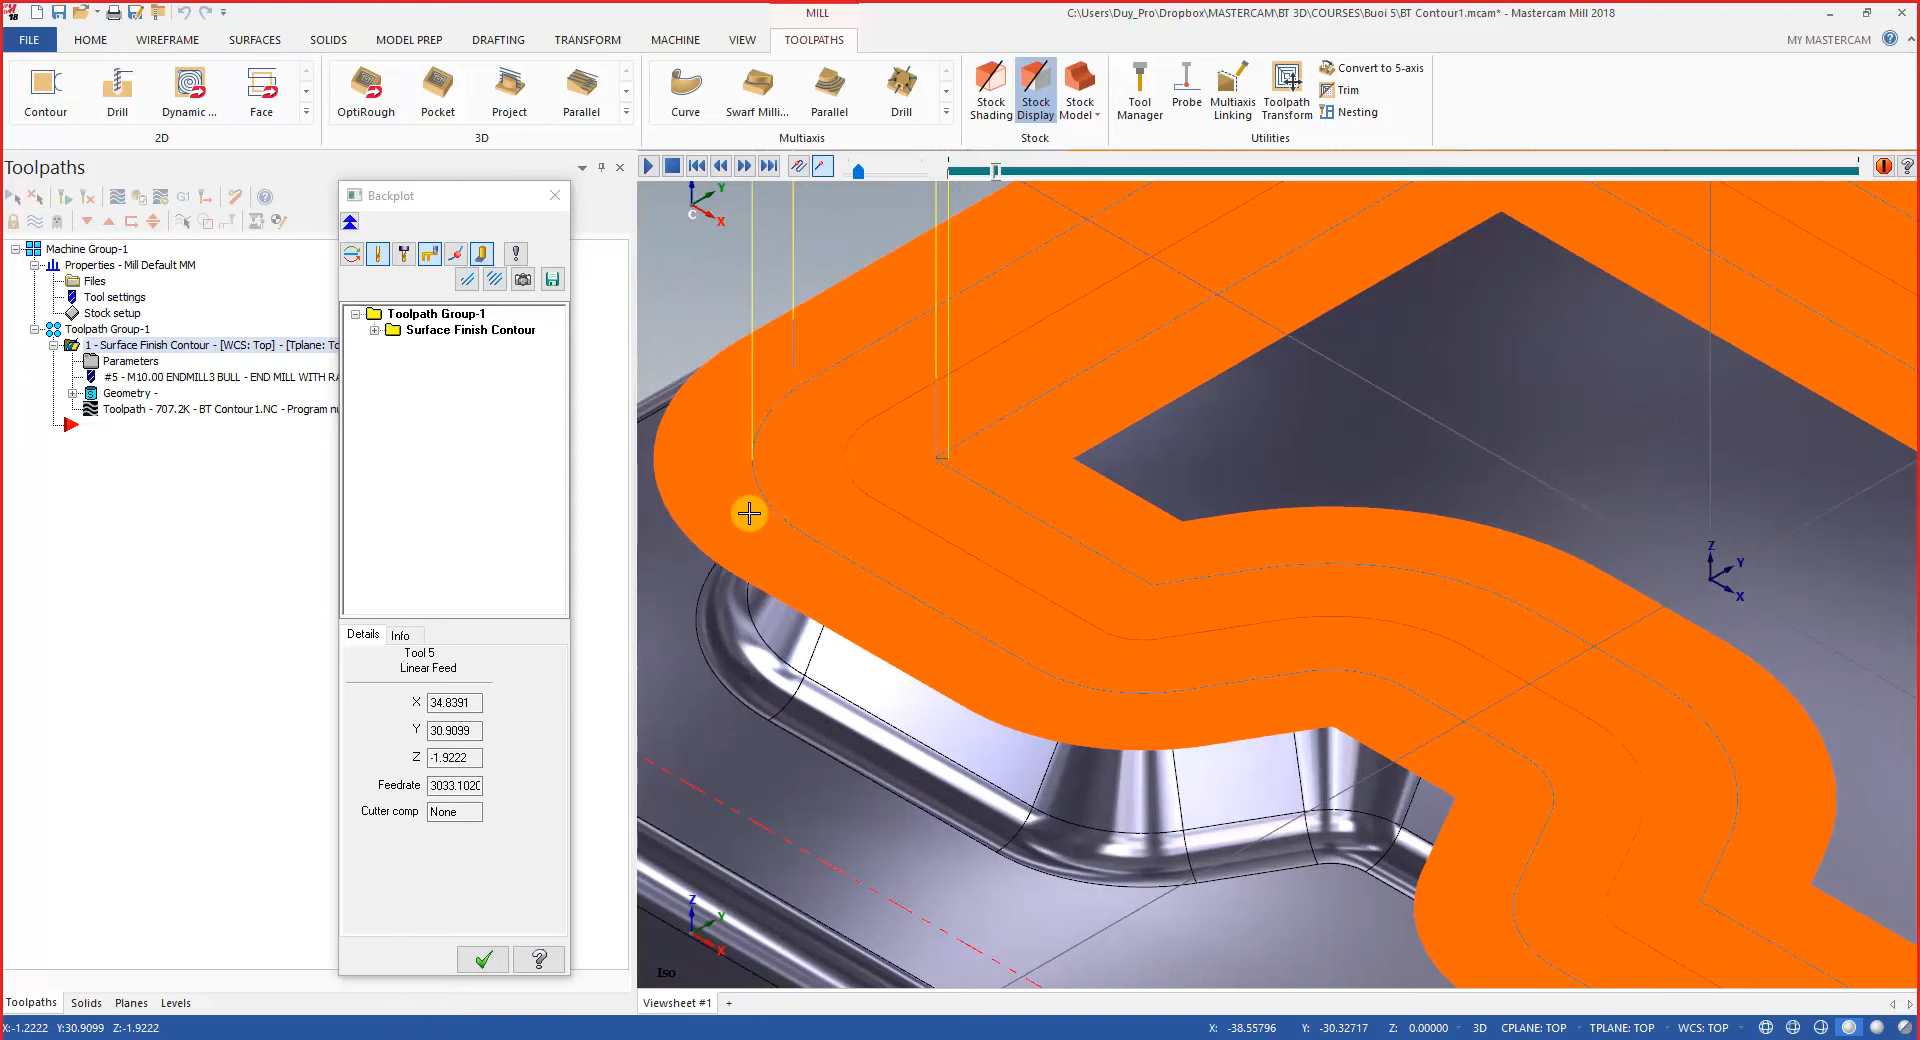 MILL
C:\Users\Duy_Pro\Dropbox\MASTERCAM\BT 3D\COURSES\Buoi 5\BT Contour1.mcam* - Mastercam Mill 2018
FILE HOME WIREFRAME SURFACES SOLIDS MODEL PREP DRAFTING TRANSFORM MACHINE VIEW TOOLPATHS MY MASTERCAM
Contour Drill Dynamic ... Face
2D
OptiRough Pocket Project Parallel
3D
Curve Swarf Milli... Parallel Drill
Multiaxis
Stock Shading
Stock Display
Stock Model
Stock
Tool Manager
Probe
Multiaxis Linking
Toolpath Transform
Convert to 5-axis
Trim
Nesting
Utilities
Toolpaths
G1
Machine Group-1
Properties - Mill Default MM
Files
Tool settings
Stock setup
Toolpath Group-1
1 - Surface Finish Contour - [WCS: Top] - [Tplane: To
Parameters
#5 - M10.00 ENDMILL3 BULL - END MILL WITH RA
Geometry -
Toolpath - 707.2K - BT Contour1.NC - Program nu
Backplot
Toolpath Group-1
Surface Finish Contour
Details Info
Tool 5
Linear Feed
X 34.8391
Y 30.9099
Z -1.9222
Feedrate 3033.102
Cutter comp None
Y
C
X
Z
Y
X
Z
Y
X
Iso
Toolpaths Solids Planes Levels
Viewsheet #1 +
X:-1.2222 Y:30.9099 Z:-1.9222
X: -38.55796 Y: -30.32717 Z: 0.00000 3D CPLANE: TOP TPLANE: TOP WCS: TOP